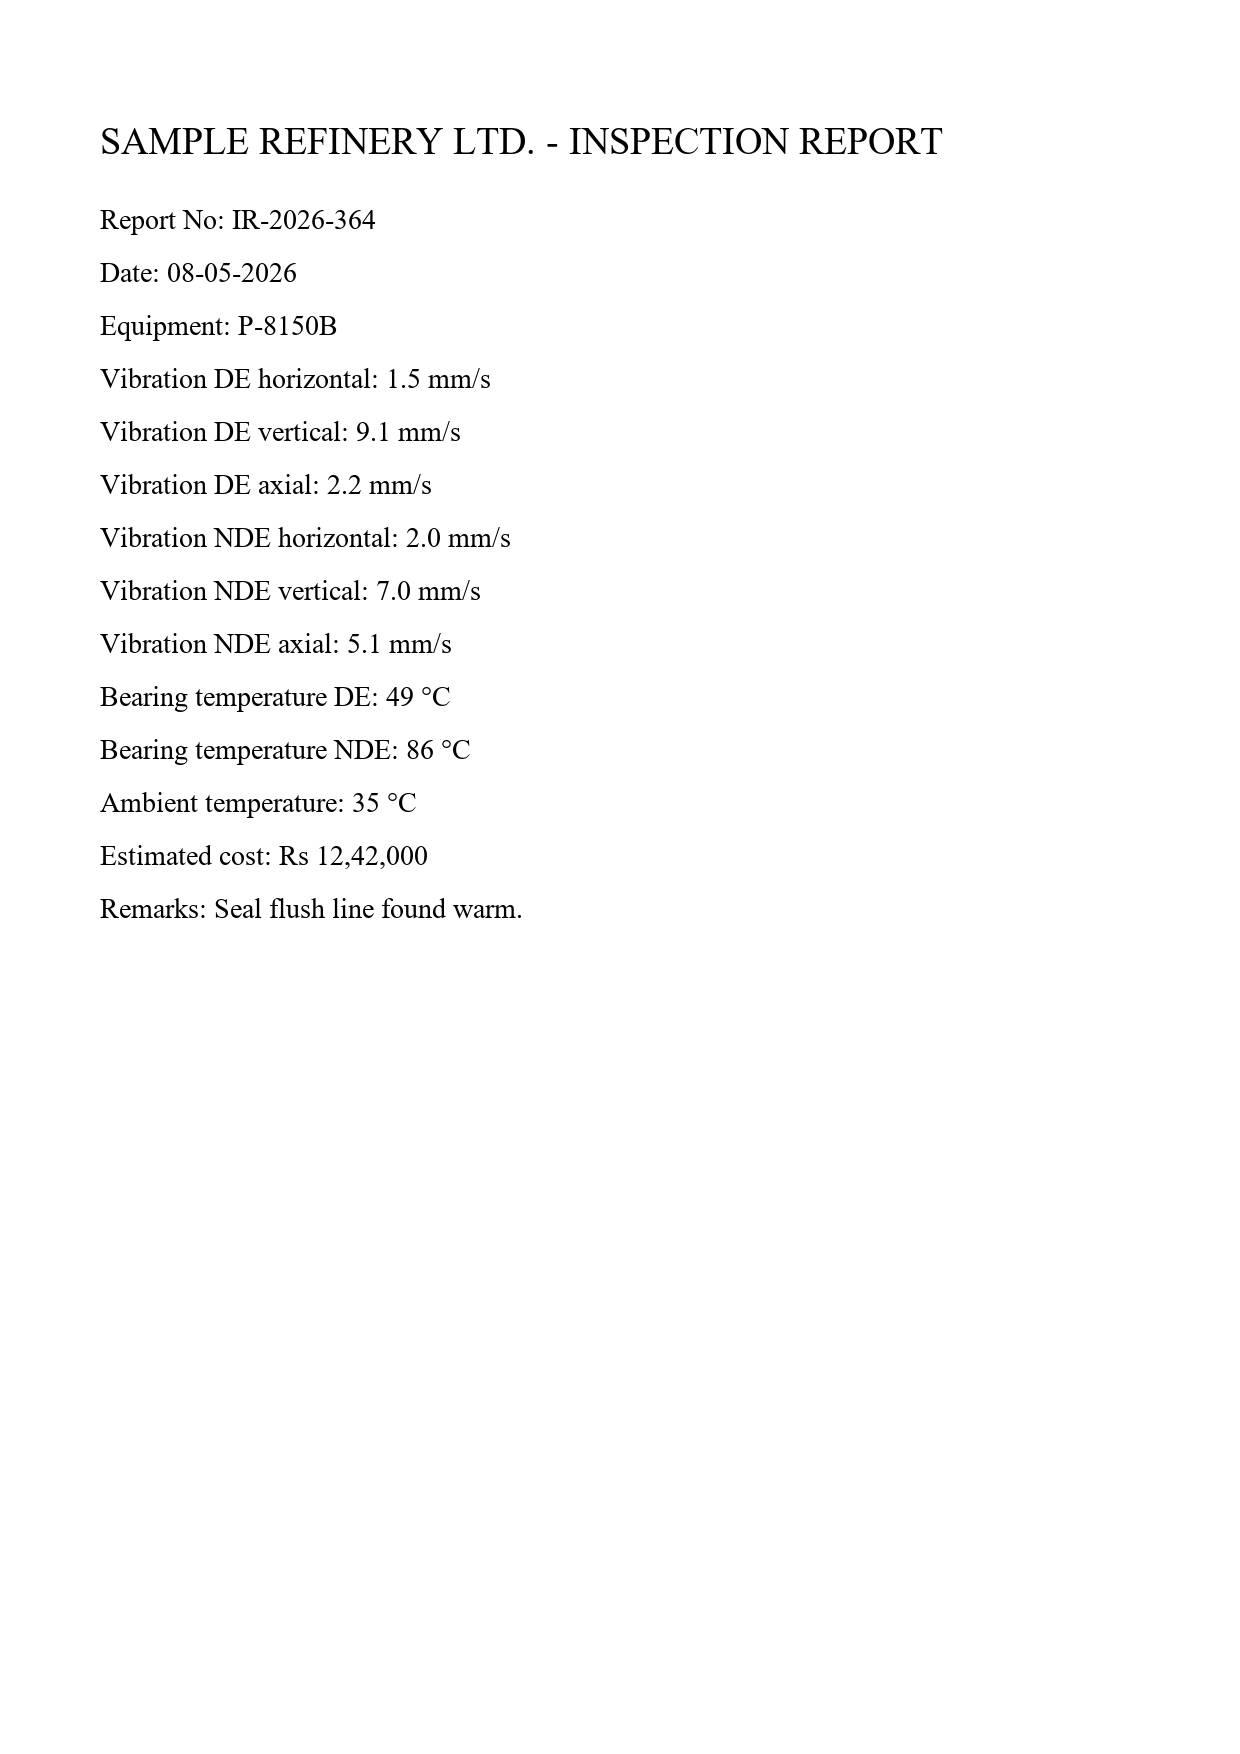 SAMPLE REFINERY LTD. - INSPECTION REPORT
Report No: IR-2026-364
Date: 08-05-2026
Equipment: P-8150B
Vibration DE horizontal: 1.5 mm/s
Vibration DE vertical: 9.1 mm/s
Vibration DE axial: 2.2 mm/s
Vibration NDE horizontal: 2.0 mm/s
Vibration NDE vertical: 7.0 mm/s
Vibration NDE axial: 5.1 mm/s
Bearing temperature DE: 49 °C
Bearing temperature NDE: 86 °C
Ambient temperature: 35 °C
Estimated cost: Rs 12,42,000
Remarks: Seal flush line found warm.